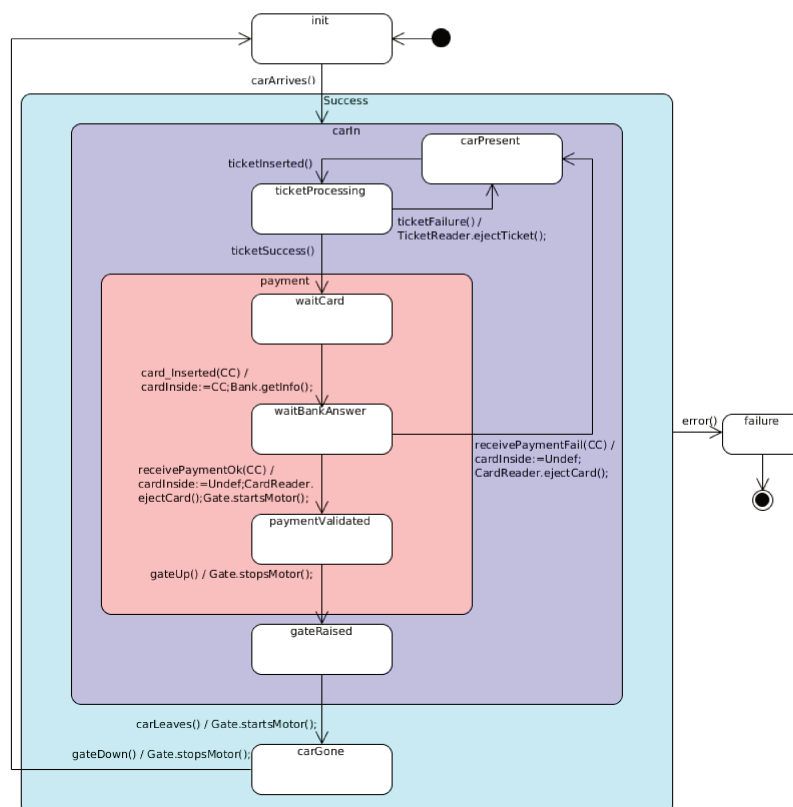 init
carArrives()
Success
carIn
carPresent
ticketInserted()
ticketProcessing
ticketFailure() /
TicketReader.ejectTicket();
ticketSuccess()
payment
waitCard
card_Inserted(CC) /
cardInside:=CC;Bank.getInfo();
waitBankAnswer
error()
failure
receivePaymentFail(CC) /
cardInside:=Undef;
CardReader.ejectCard();
receivePaymentOk(CC) /
cardInside:=Undef;CardReader.
ejectCard();Gate.startsMotor();
paymentValidated
gateUp() / Gate.stopsMotor();
gateRaised
carLeaves() / Gate.startsMotor();
gateDown() / Gate.stopsMotor();
carGone